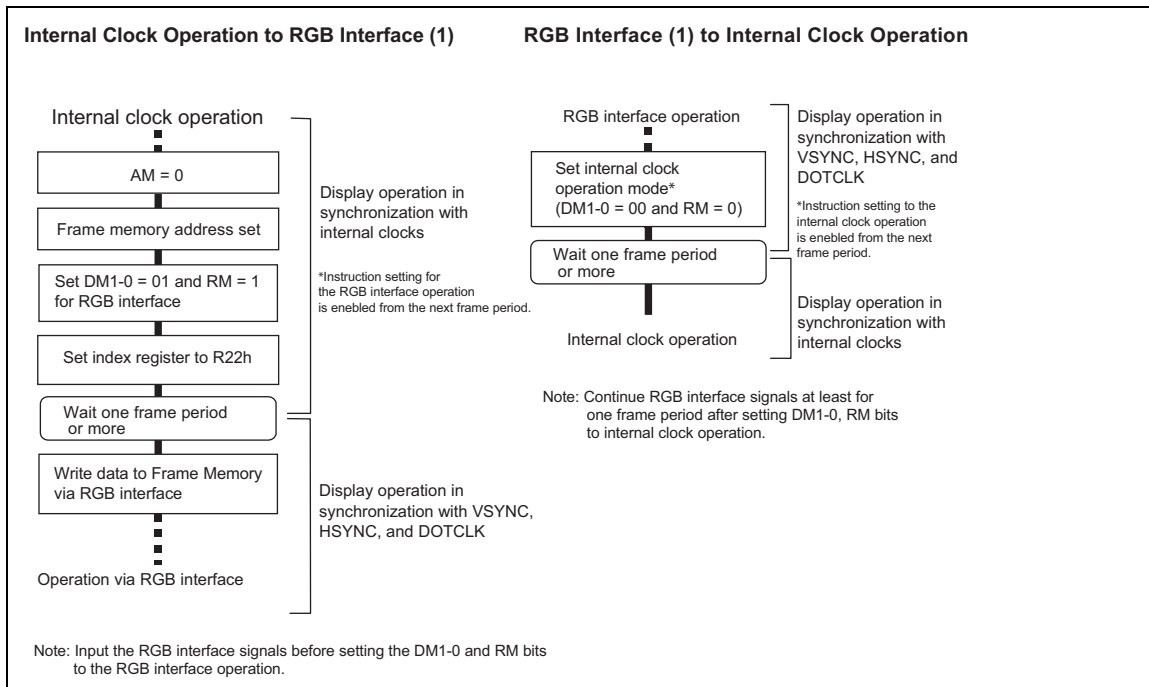 Internal Clock Operation to RGB Interface (1)
Internal clock operation
AM = 0
Frame memory address set
Set DM1-0 = 01 and RM = 1
for RGB interface
Set index register to R22h
Wait one frame period
or more
Write data to Frame Memory
via RGB interface
Operation via RGB interface
Display operation in
synchronization with
internal clocks
*Instruction setting for
the RGB interface operation
is enabled from the next frame period.
Display operation in
synchronization with VSYNC,
HSYNC, and DOTCLK
Note: Input the RGB interface signals before setting the DM1-0 and RM bits
to the RGB interface operation.
RGB Interface (1) to Internal Clock Operation
RGB interface operation
Set internal clock
operation mode*
(DM1-0 = 00 and RM = 0)
Wait one frame period
or more
Internal clock operation
Display operation in
synchronization with
VSYNC, HSYNC, and
DOTCLK
*Instruction setting to the
internal clock operation
is enabled from the next
frame period.
Display operation in
synchronization with
internal clocks
Note: Continue RGB interface signals at least for
one frame period after setting DM1-0, RM bits
to internal clock operation.